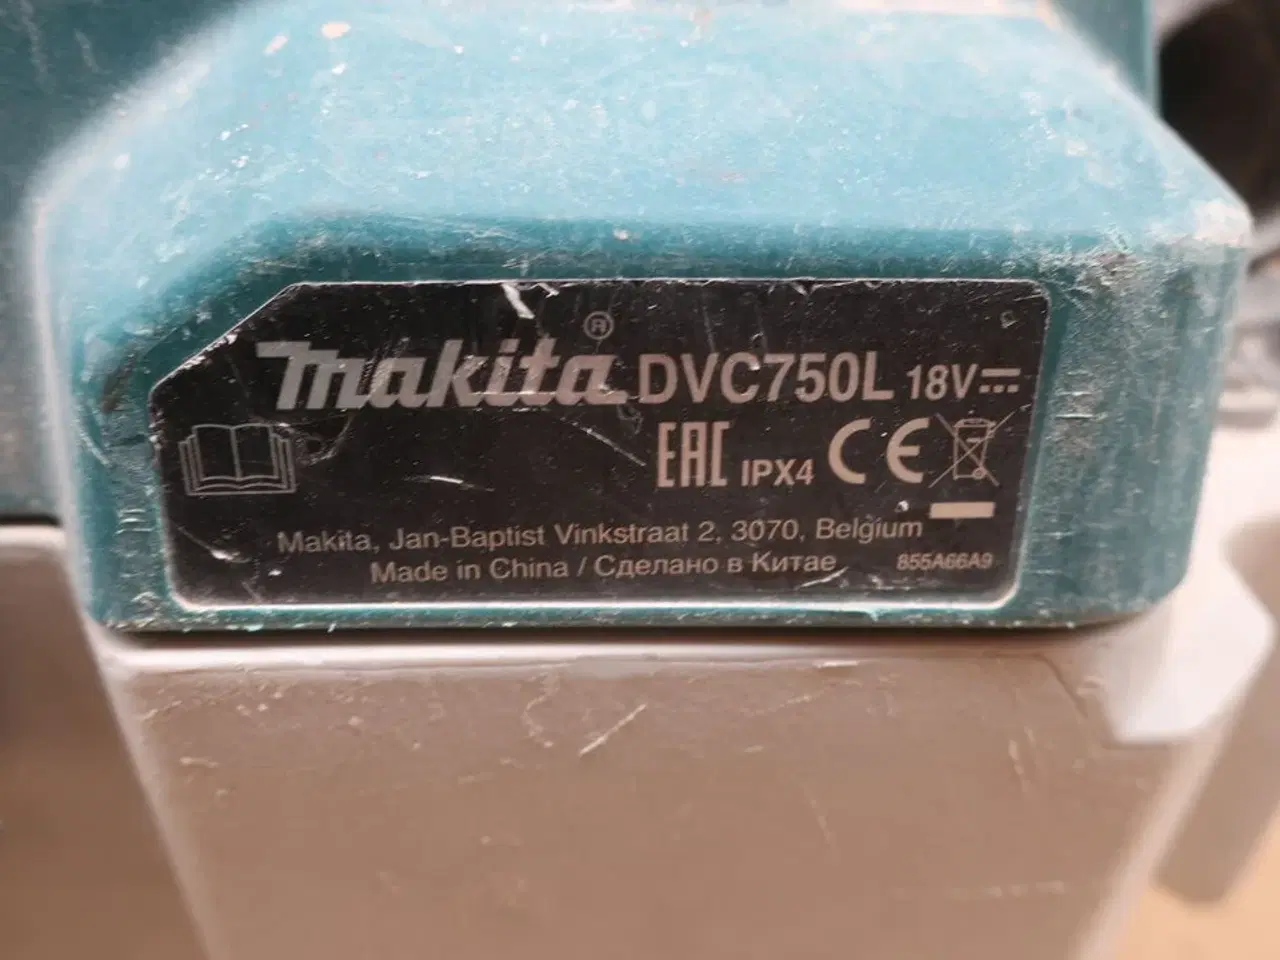 makita® DVC750L 18V
EAC IPX4 CE
Makita, Jan-Baptist Vinkstraat 2, 3070, Belgium
Made in China / Сделано в Китае 855A66A9